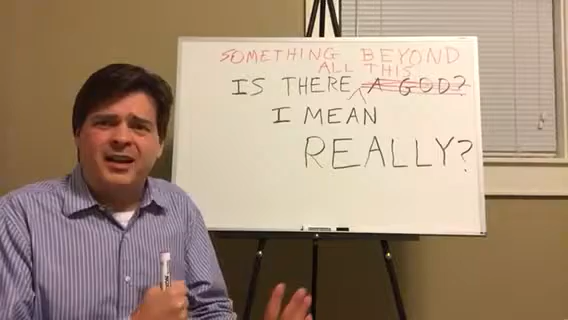 SOMETHING BEYOND
ALL THIS
IS THERE A GOD?
I MEAN
REALLY?